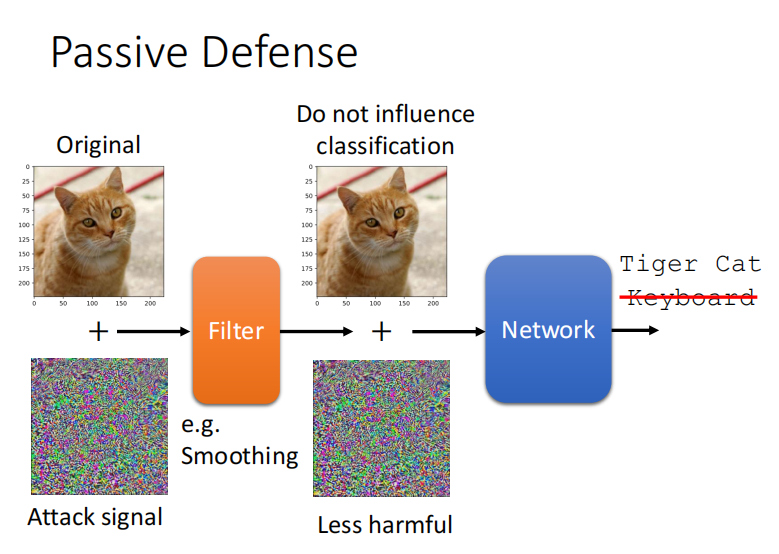 Passive Defense
Do not influence
classification
Original
0
25
50
75
100
125
150
175
200
0 50 100 150 200
0
25
50
75
100
125
150
175
200
0 50 100 150 200
Tiger Cat
Keyboard
+
Filter
+
Network
e.g.
Smoothing
Attack signal
Less harmful